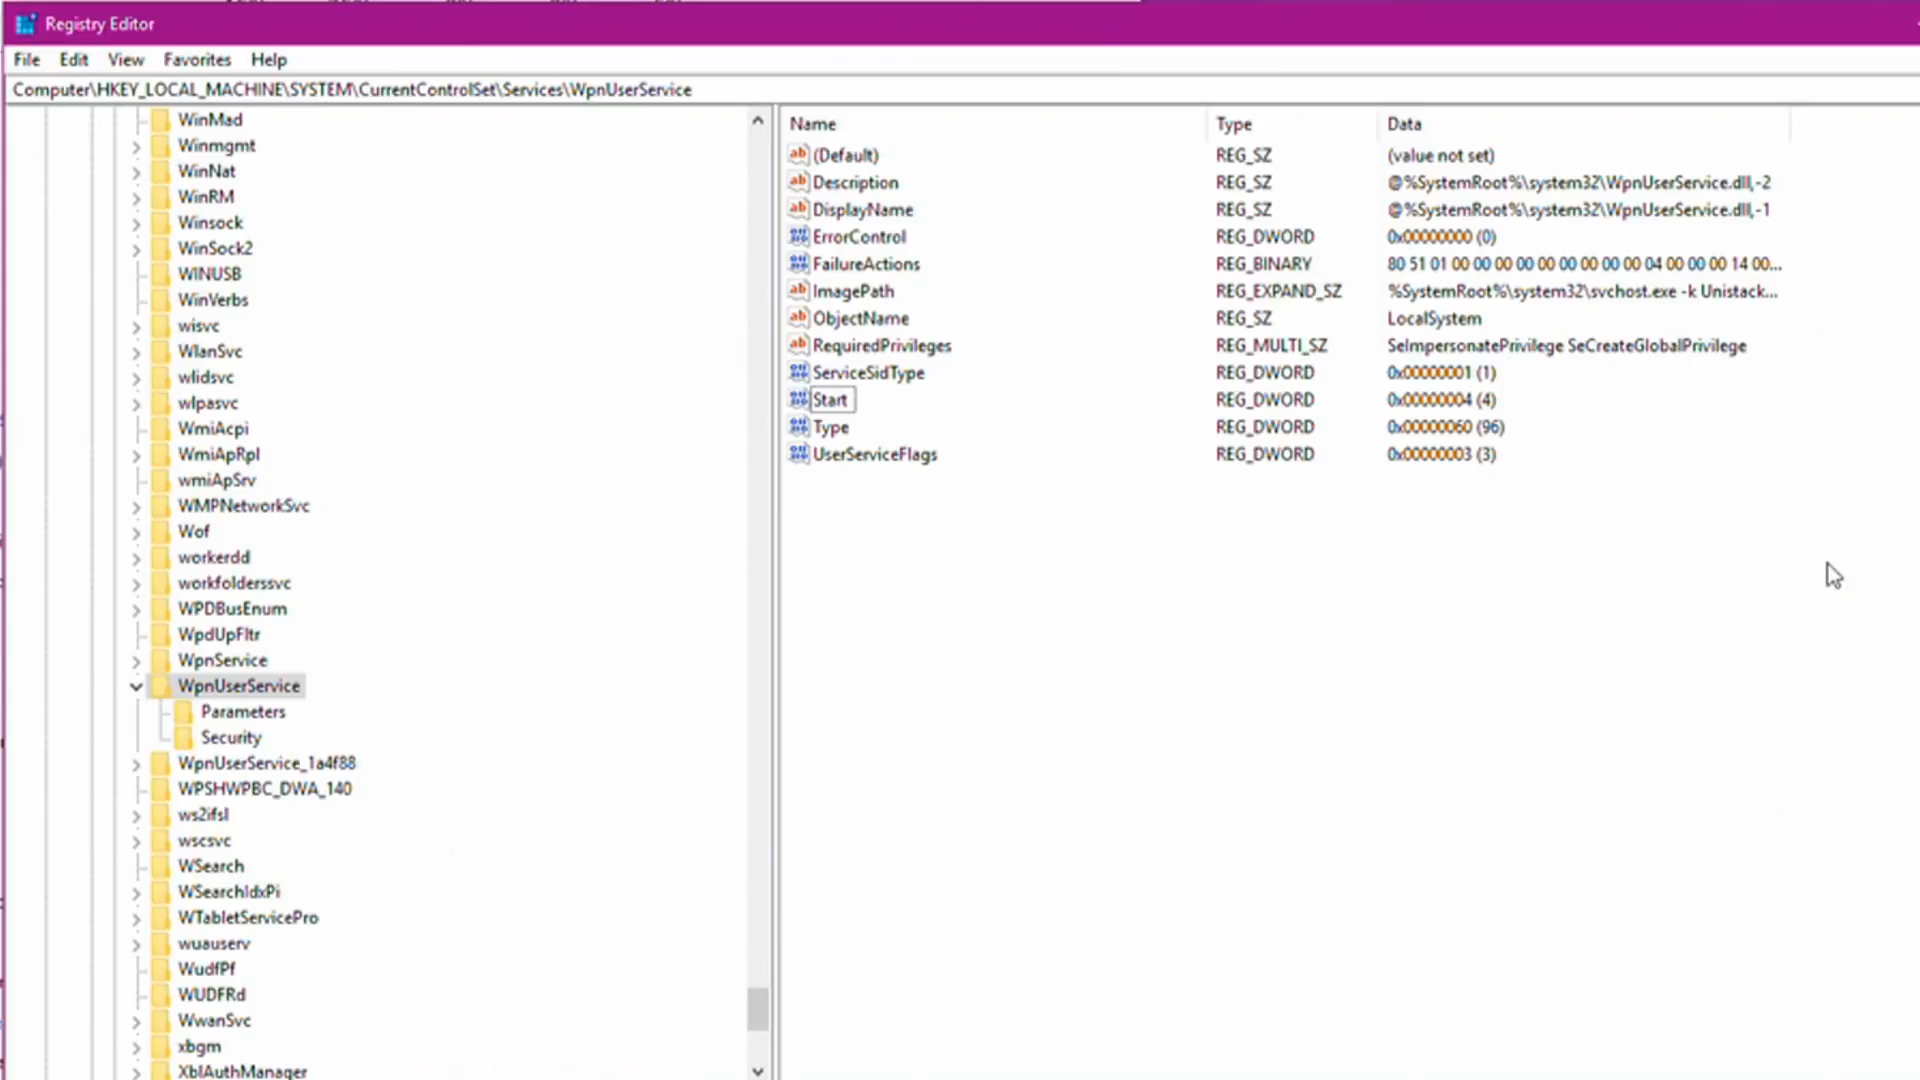 Registry Editor
File Edit View Favorites Help
Computer\HKEY_LOCAL_MACHINE\SYSTEM\CurrentControlSet\Services\WpnUserService
WinMad
Winmgmt
WinNat
WinRM
Winsock
WinSock2
WINUSB
WinVerbs
wisvc
WlanSvc
wlidsvc
wlpasvc
WmiAcpi
WmiApRpl
wmiApSrv
WMPNetworkSvc
Wof
workerdd
workfolderssvc
WPDBusEnum
WpdUpFltr
WpnService
WpnUserService
Parameters
Security
WpnUserService_1a4f88
WPSHWPBC_DWA_140
ws2ifsl
wscsvc
WSearch
WSearchIdxPi
WTabletServicePro
wuauserv
WudfPf
WUDFRd
WwanSvc
xbgm
XblAuthManager
Name Type Data
(Default) REG_SZ (value not set)
Description REG_SZ @%SystemRoot%\system32\WpnUserService.dll,-2
DisplayName REG_SZ @%SystemRoot%\system32\WpnUserService.dll,-1
ErrorControl REG_DWORD 0x00000000 (0)
FailureActions REG_BINARY 80 51 01 00 00 00 00 00 00 00 00 00 04 00 00 00 14 00...
ImagePath REG_EXPAND_SZ %SystemRoot%\system32\svchost.exe -k Unistack...
ObjectName REG_SZ LocalSystem
RequiredPrivileges REG_MULTI_SZ SeImpersonatePrivilege SeCreateGlobalPrivilege
ServiceSidType REG_DWORD 0x00000001 (1)
Start REG_DWORD 0x00000004 (4)
Type REG_DWORD 0x00000060 (96)
UserServiceFlags REG_DWORD 0x00000003 (3)